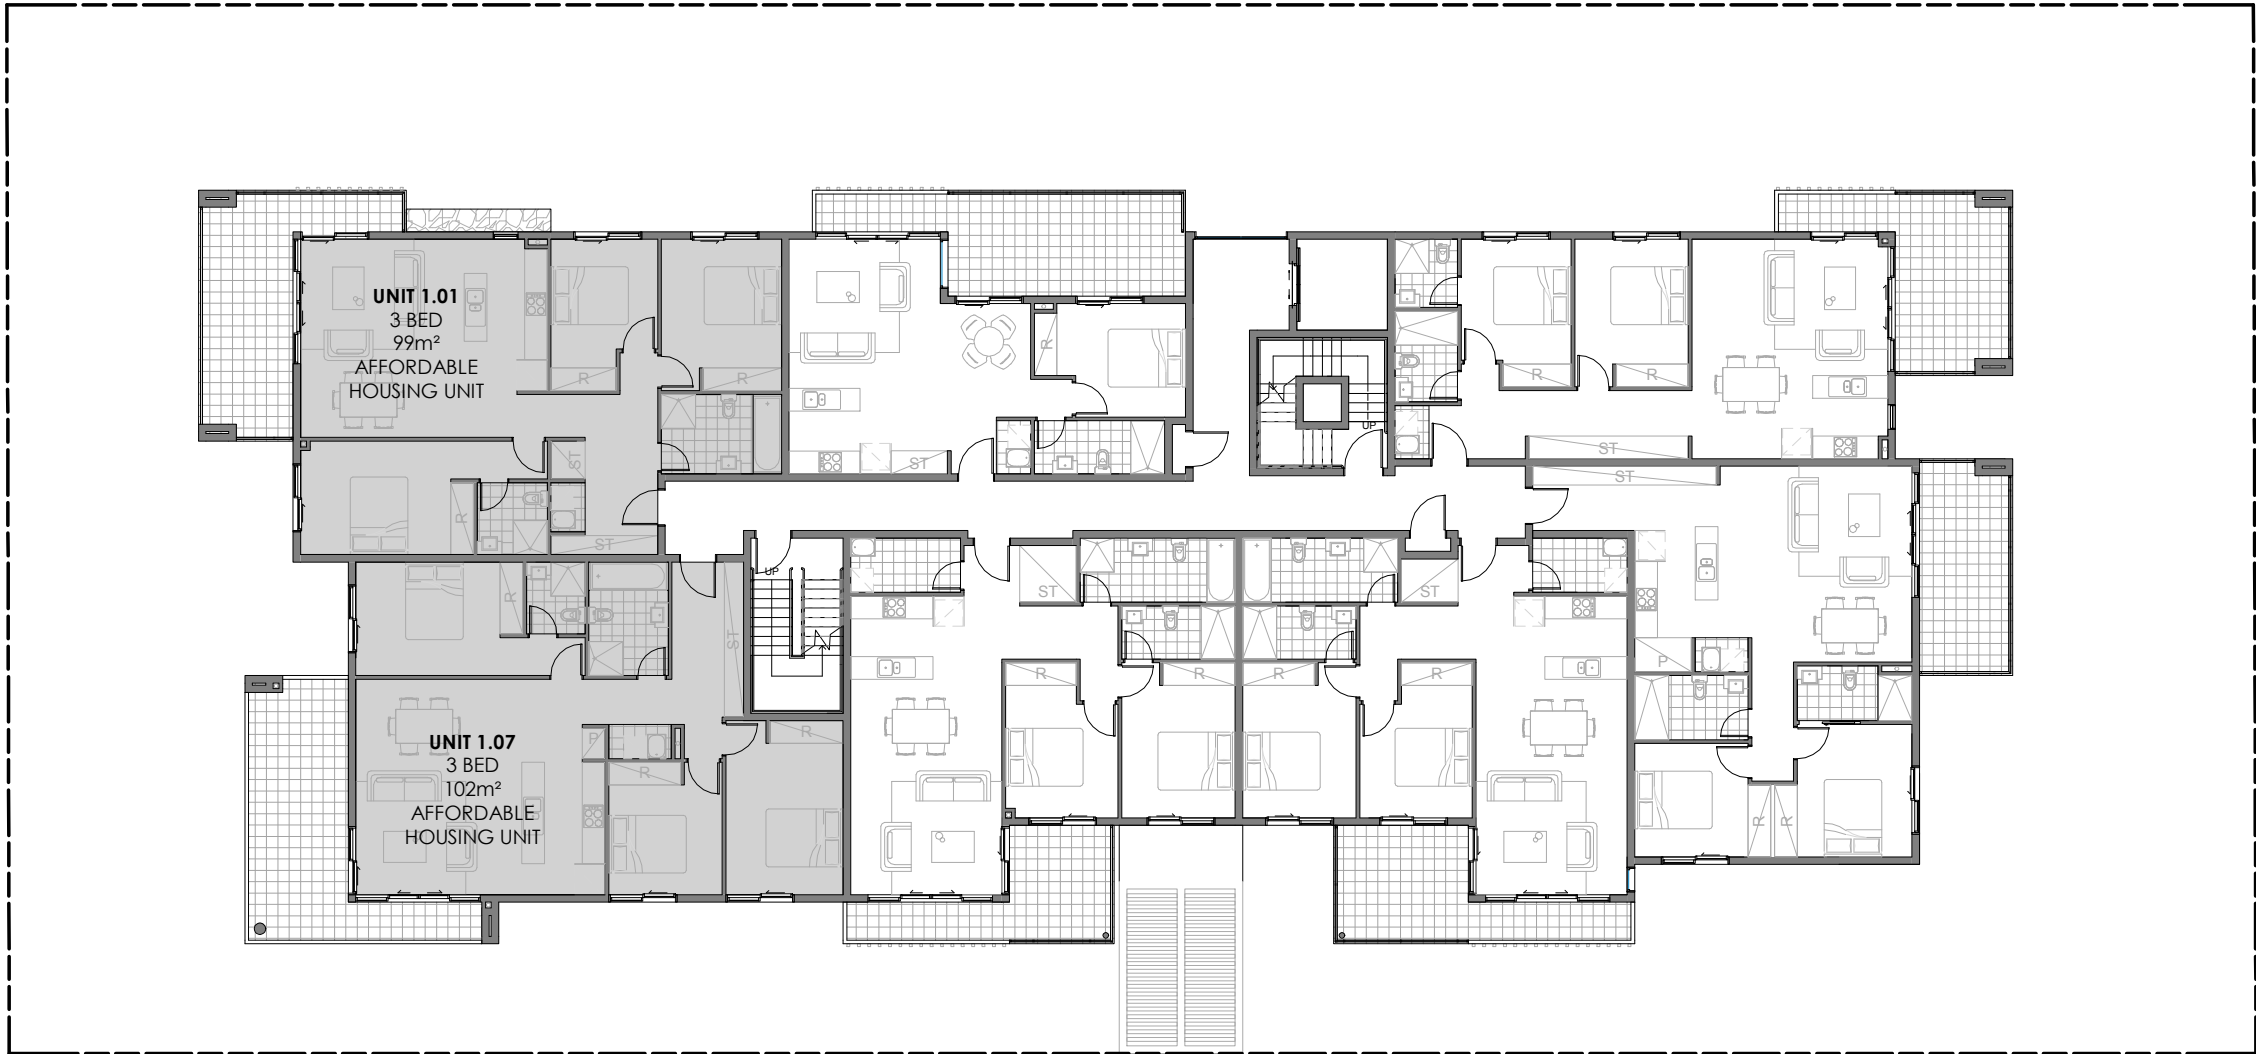 UNIT 1.01
3 BED
99m²
AFFORDABLE
HOUSING UNIT
R
R
R
ST
R
ST
ST
UP
R
R
ST
ST
UP
R
ST
P
R
R
UNIT 1.07
3 BED
102m²
AFFORDABLE
HOUSING UNIT
R
ST
R
R
R
R
ST
P
R
R